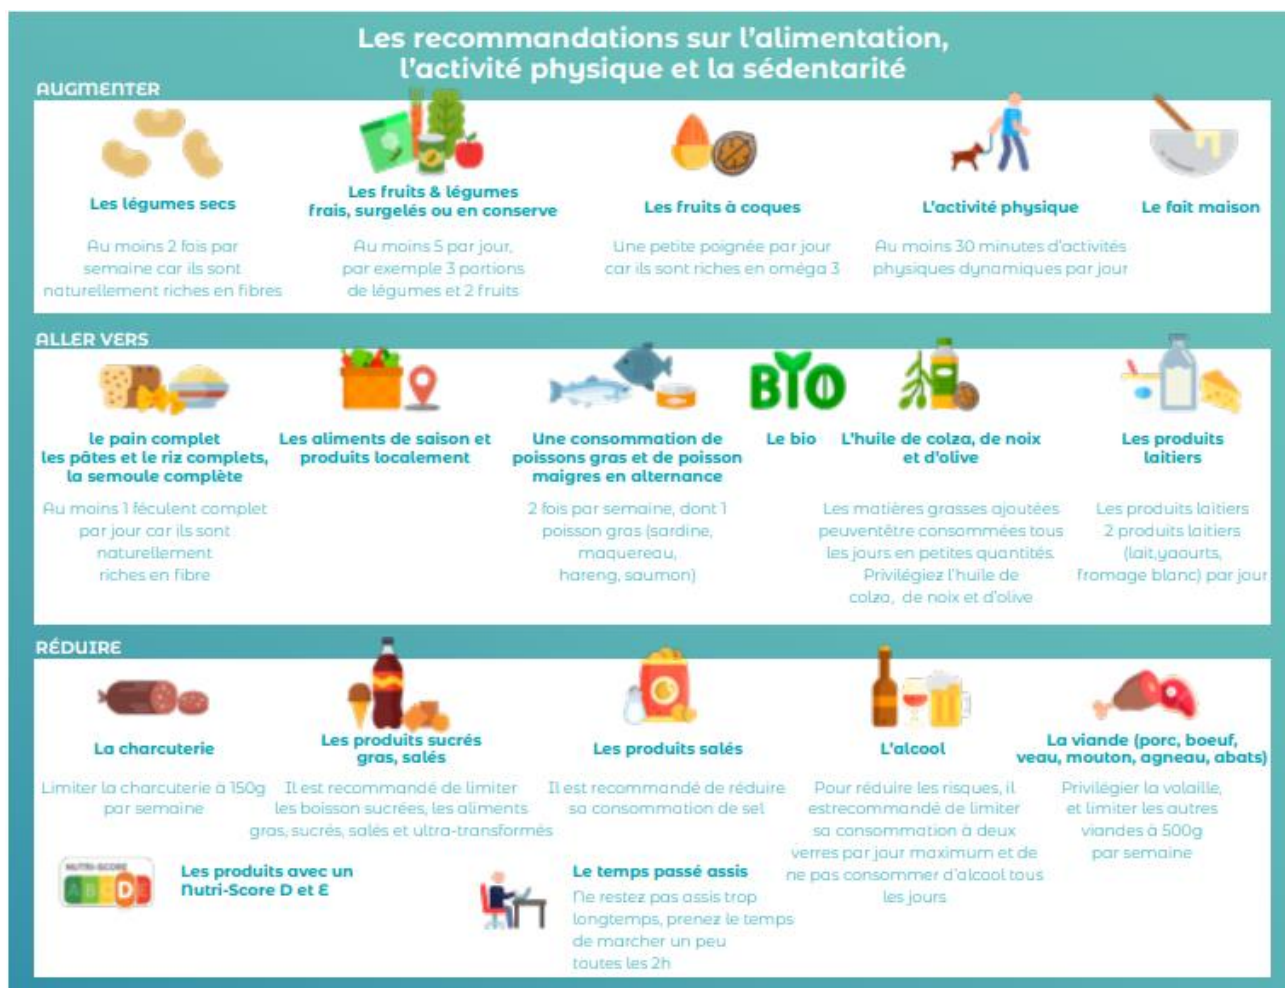 Les recommandations sur l'alimentation,
l'activité physique et la sédentarité
AUGMENTER
Les légumes secs
Au moins 2 fois par
semaine car ils sont
naturellement riches en fibres
Les fruits & légumes
frais, surgelés ou en conserve
Au moins 5 par jour,
par exemple 3 portions
de légumes et 2 fruits
Les fruits à coques
Une petite poignée par jour
car ils sont riches en oméga 3
L'activité physique
Au moins 30 minutes d'activités
physiques dynamiques par jour
Le fait maison
ALLER VERS
le pain complet
les pâtes et le riz complets,
la semoule complète
Au moins 1 féculent complet
par jour car ils sont
naturellement
riches en fibre
Les aliments de saison et
produits localement
Une consommation de
poissons gras et de poisson
maigres en alternance
2 fois par semaine, dont 1
poisson gras (sardine,
maquereau,
hareng, saumon)
BIO
Le bio
L'huile de colza, de noix
et d'olive
Les matières grasses ajoutées
peuventêtre consommées tous
les jours en petites quantités.
Privilégiez l'huile de
colza, de noix et d'olive
Les produits
laitiers
Les produits laitiers
2 produits laitiers
(lait,yaourts,
fromage blanc) par jour
RÉDUIRE
La charcuterie
Limiter la charcuterie à 150g
par semaine
Les produits sucrés
gras, salés
Il est recommandé de limiter
les boisson sucrées, les aliments
gras, sucrés, salés et ultra-transformés
Les produits salés
Il est recommandé de réduire
sa consommation de sel
L'alcool
Pour réduire les risques, il
estrecommandé de limiter
sa consommation à deux
verres par jour maximum et de
ne pas consommer d'alcool tous
les jours
La viande (porc, boeuf,
veau, mouton, agneau, abats)
Privilégier la volaille,
et limiter les autres
viandes à 500g
par semaine
NUTRI-SCORE
A B C D E
Les produits avec un
Nutri-Score D et E
Le temps passé assis
Ne restez pas assis trop
longtemps, prenez le temps
de marcher un peu
toutes les 2h